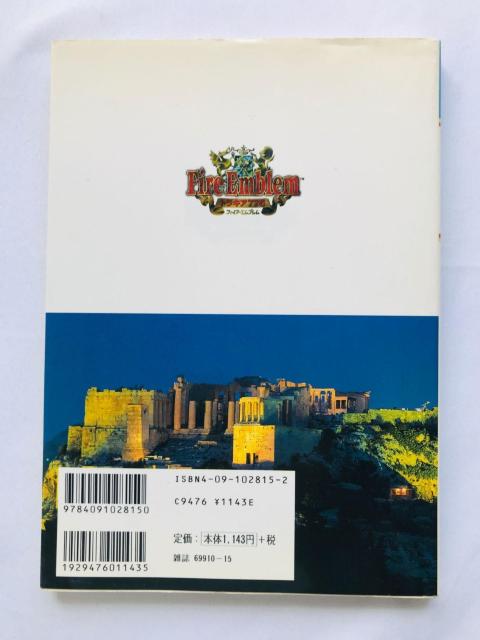 Fire Emblem
トラキア776
ファイアーエムブレム
ISBN4-09-102815-2
C9476 ¥1143E
定価：本体1,143円+税
雑誌 69910-15
9784091028150
1929476011435